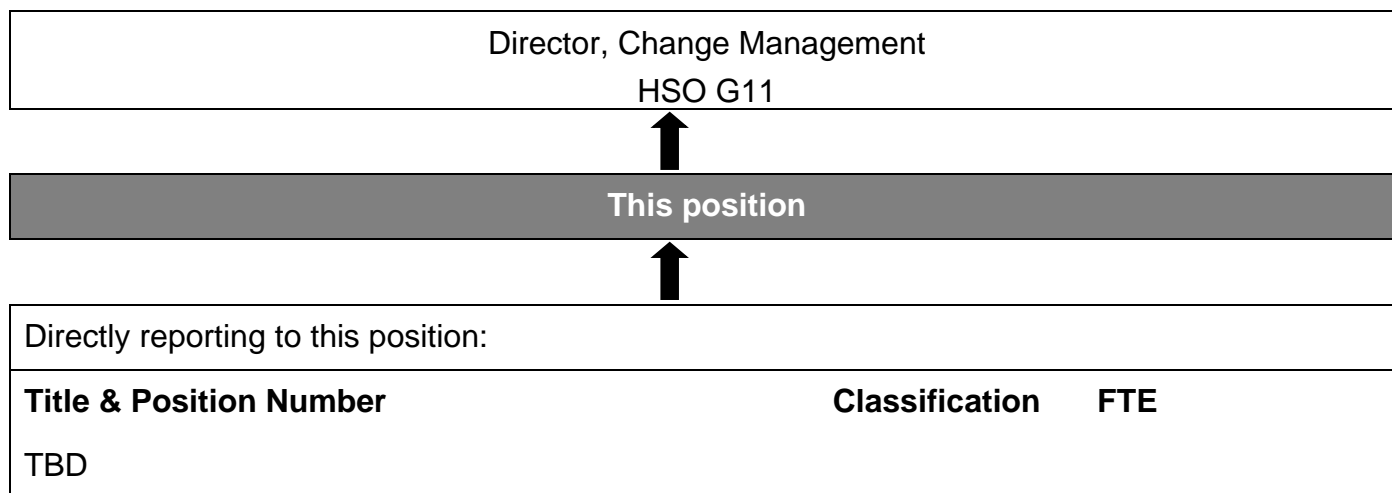 Director, Change Management
HSO G11
This position
Directly reporting to this position:
Title & Position Number Classification FTE
TBD